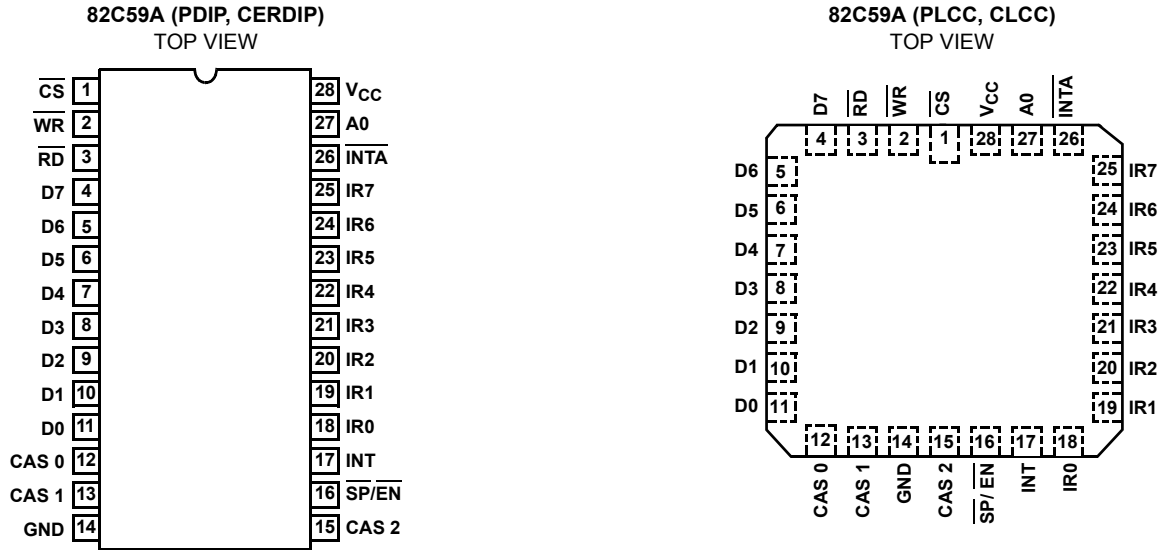 82C59A (PDIP, CERDIP)
TOP VIEW
CS 1
WR 2
RD 3
D7 4
D6 5
D5 6
D4 7
D3 8
D2 9
D1 10
D0 11
CAS 0 12
CAS 1 13
GND 14
28 VCC
27 A0
26 INTA
25 IR7
24 IR6
23 IR5
22 IR4
21 IR3
20 IR2
19 IR1
18 IR0
17 INT
16 SP/EN
15 CAS 2
82C59A (PLCC, CLCC)
TOP VIEW
D7
RD
WR
CS
VCC
A0
INTA
4 3 2 1 28 27 26
D6 5
D5 6
D4 7
D3 8
D2 9
D1 10
D0 11
25 IR7
24 IR6
23 IR5
22 IR4
21 IR3
20 IR2
19 IR1
12 13 14 15 16 17 18
CAS 0
CAS 1
GND
CAS 2
SP/ EN
INT
IR0